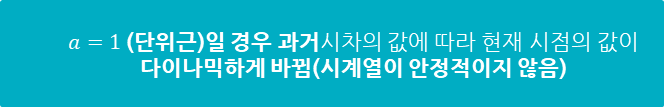 a = 1 (단위근)일 경우 과거시차의 값에 따라 현재 시점의 값이
다이나믹하게 바뀜(시계열이 안정적이지 않음)